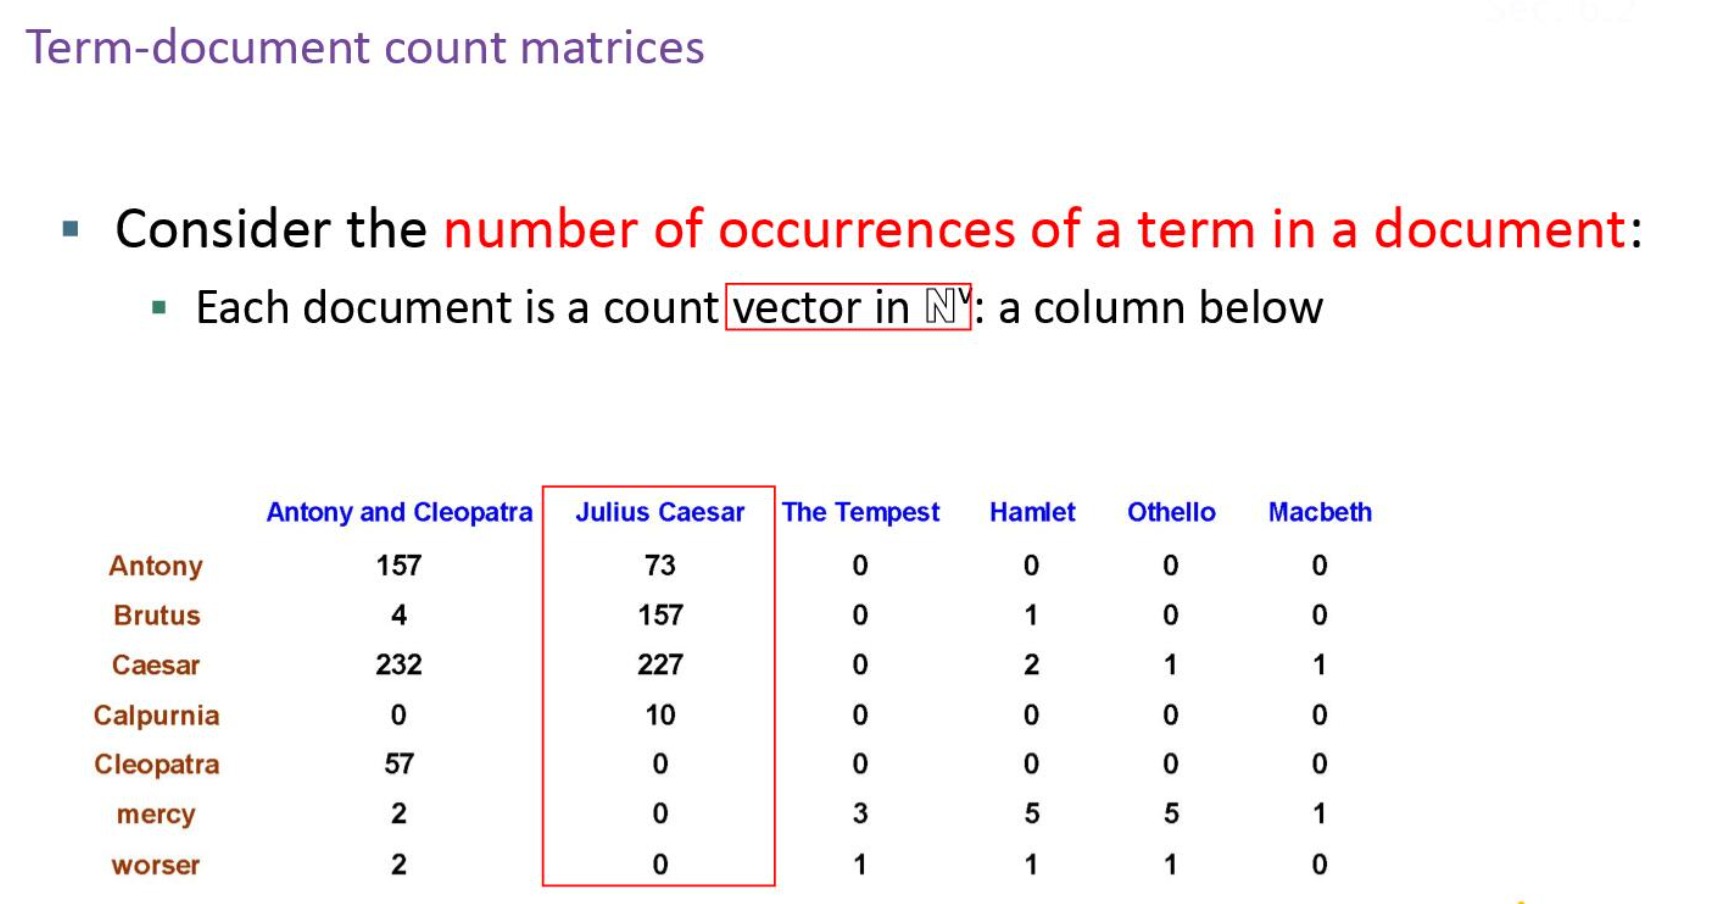 Term-document count matrices
Consider the number of occurrences of a term in a document:
Each document is a count vector in ℕᵛ: a column below
Antony and Cleopatra Julius Caesar The Tempest Hamlet Othello Macbeth
Antony 157 73 0 0 0 0
Brutus 4 157 0 1 0 0
Caesar 232 227 0 2 1 1
Calpurnia 0 10 0 0 0 0
Cleopatra 57 0 0 0 0 0
mercy 2 0 3 5 5 1
worser 2 0 1 1 1 0